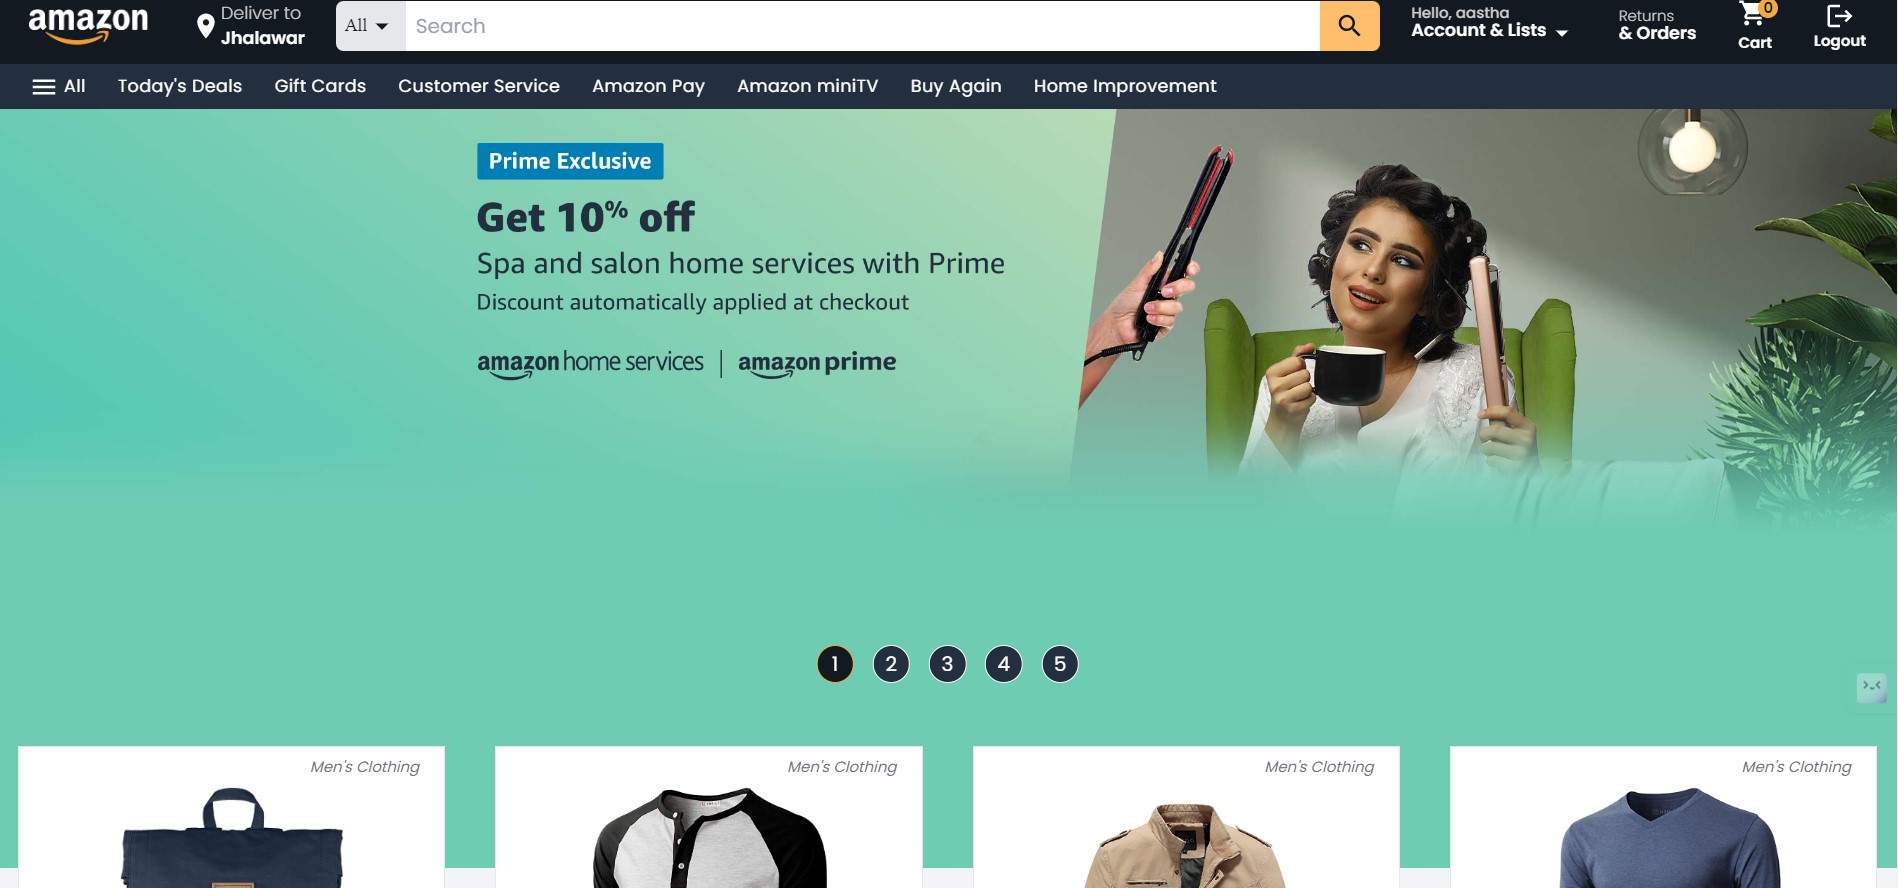 amazon
Deliver to
Jhalawar
All
Search
Hello, aastha
Account & Lists
Returns
& Orders
0
Cart
Logout
All
Today's Deals
Gift Cards
Customer Service
Amazon Pay
Amazon miniTV
Buy Again
Home Improvement
Prime Exclusive
Get 10% off
Spa and salon home services with Prime
Discount automatically applied at checkout
amazon home services | amazon prime
1 2 3 4 5
Men's Clothing
Men's Clothing
Men's Clothing
Men's Clothing